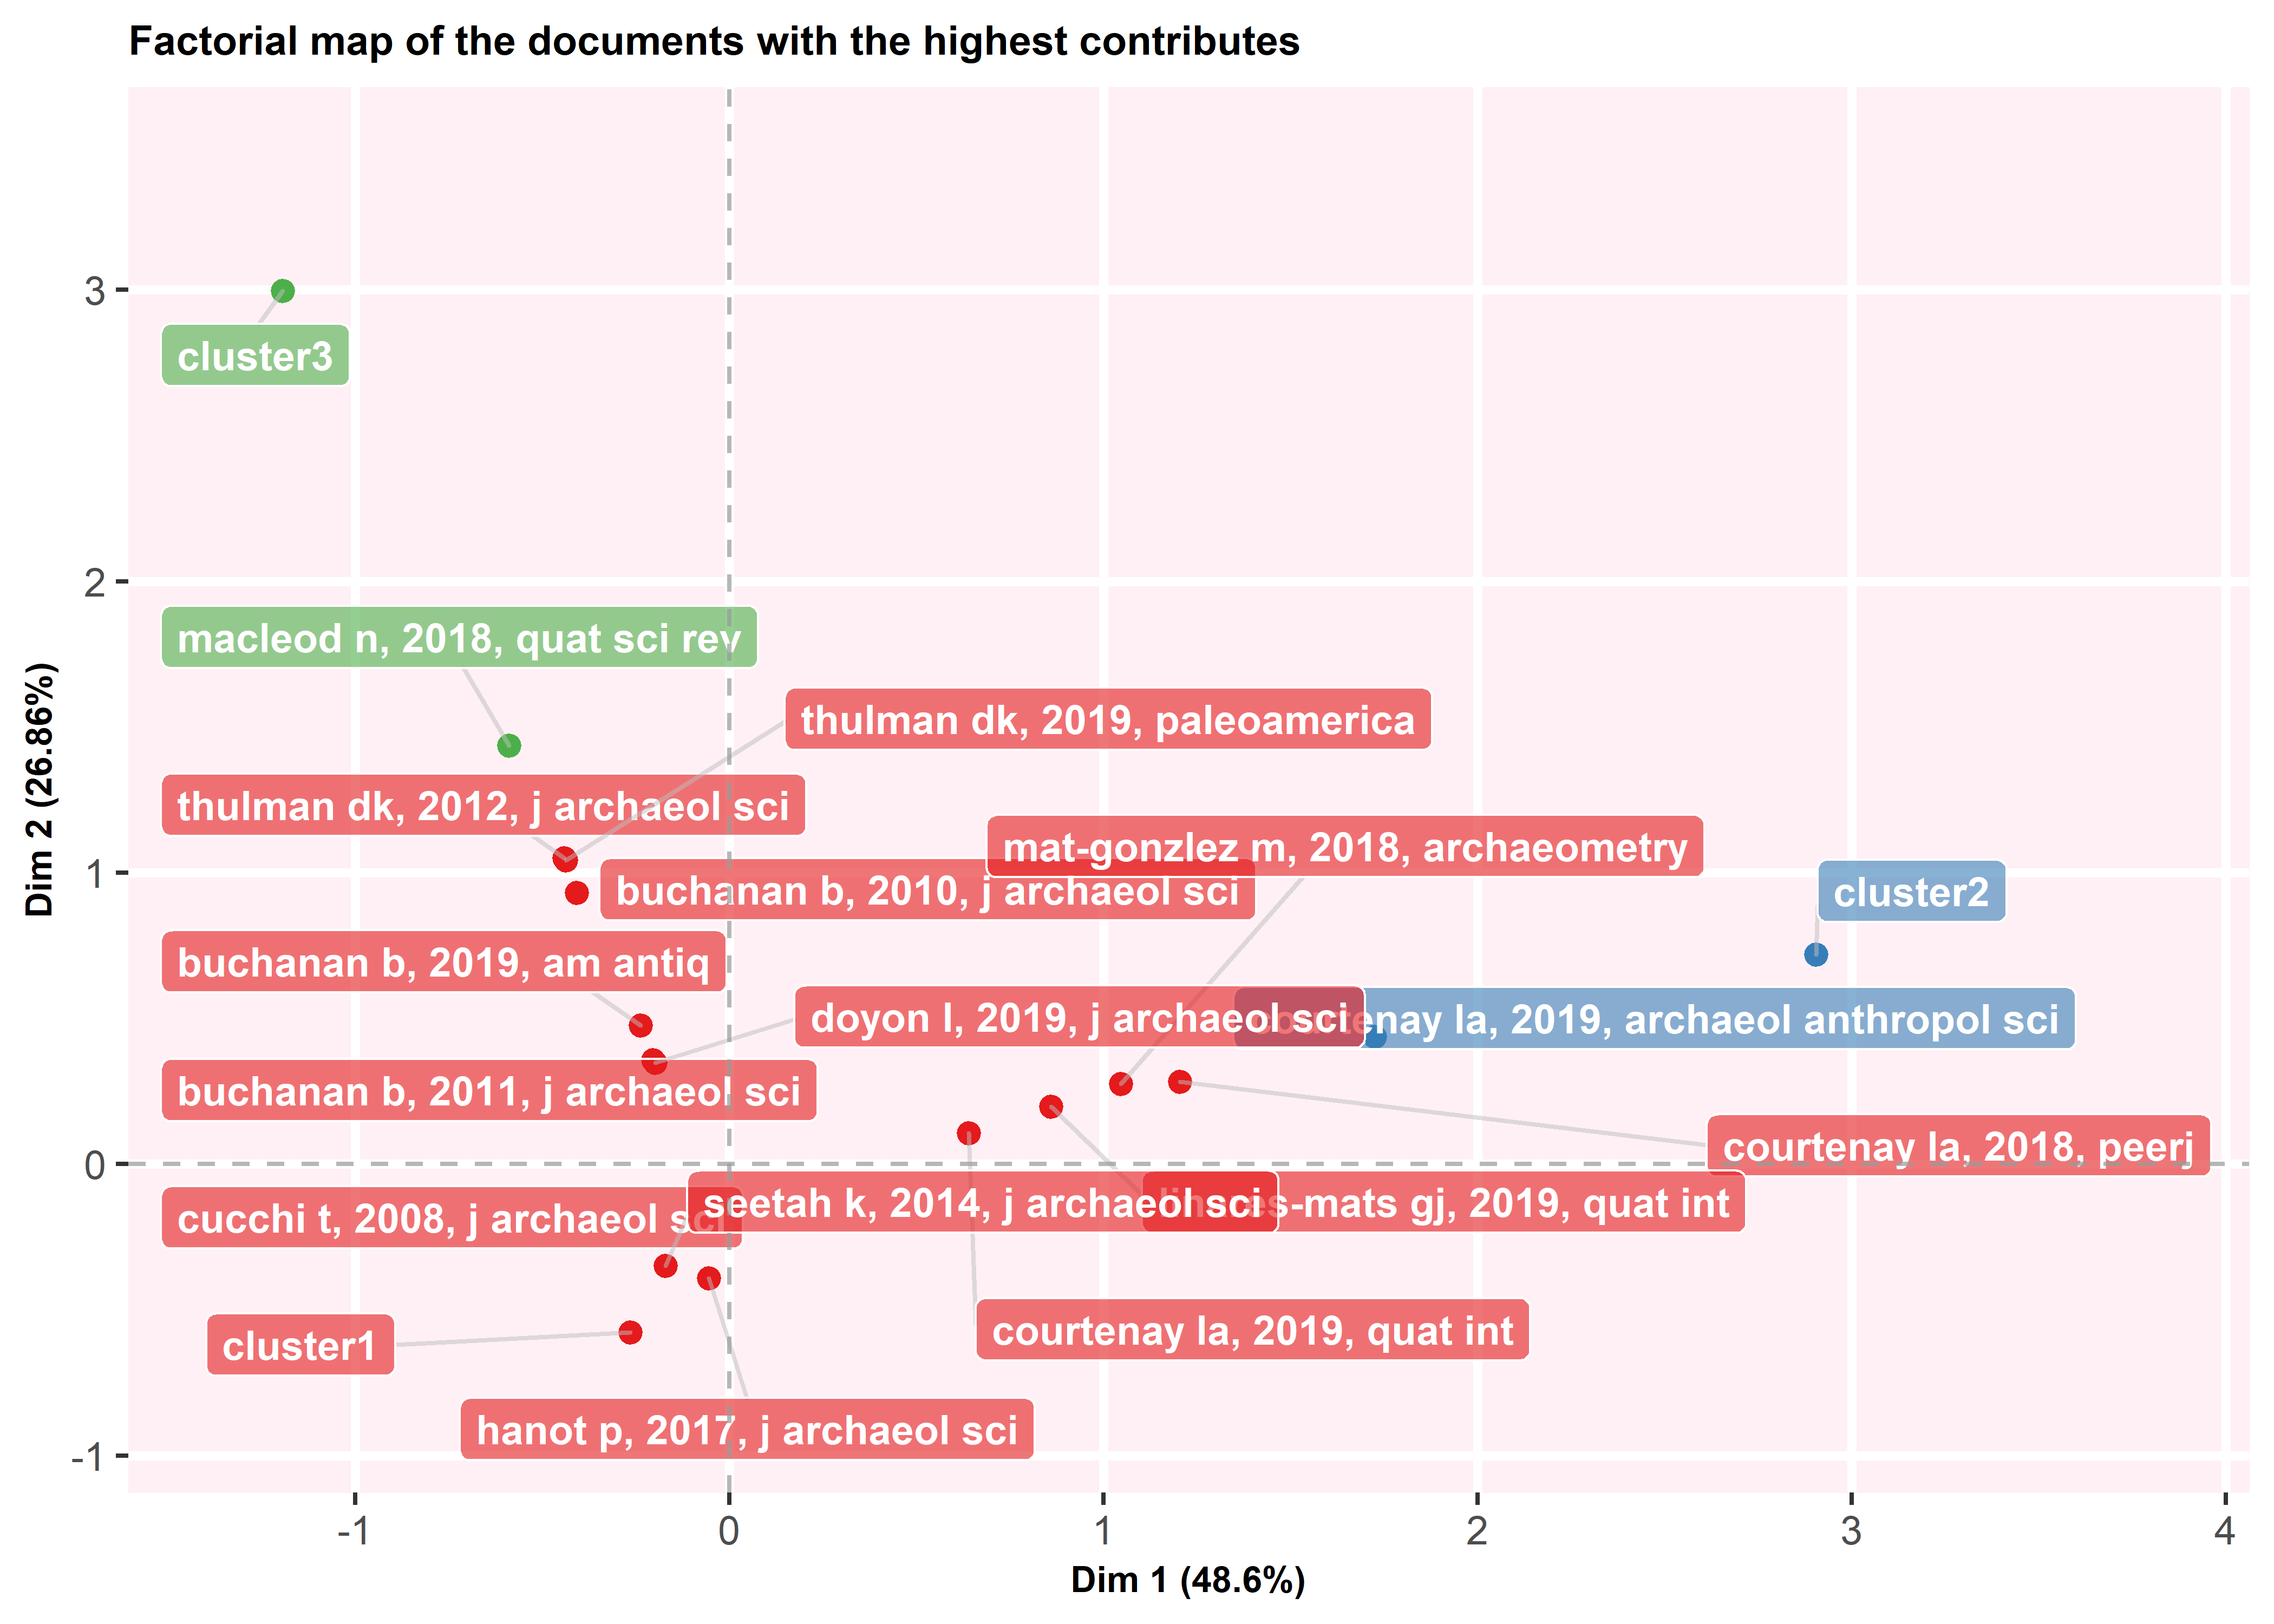 Factorial map of the documents with the highest contributes
3
cluster3
2
macleod n, 2018, quat sci rev
thulman dk, 2019, paleoamerica
thulman dk, 2012, j archaeol sci
mat-gonzlez m, 2018, archaeometry
1
buchanan b, 2010, j archaeol sci
cluster2
buchanan b, 2019, am antiq
doyon l, 2019, j archaeol sci
courtenay la, 2019, archaeol anthropol sci
buchanan b, 2011, j archaeol sci
courtenay la, 2018, peerj
0
cucchi t, 2008, j archaeol sci
seetah k, 2014, j archaeol sci
-mats gj, 2019, quat int
courtenay la, 2019, quat int
cluster1
hanot p, 2017, j archaeol sci
-1
-1 0 1 2 3 4
Dim 1 (48.6%)
Dim 2 (26.86%)